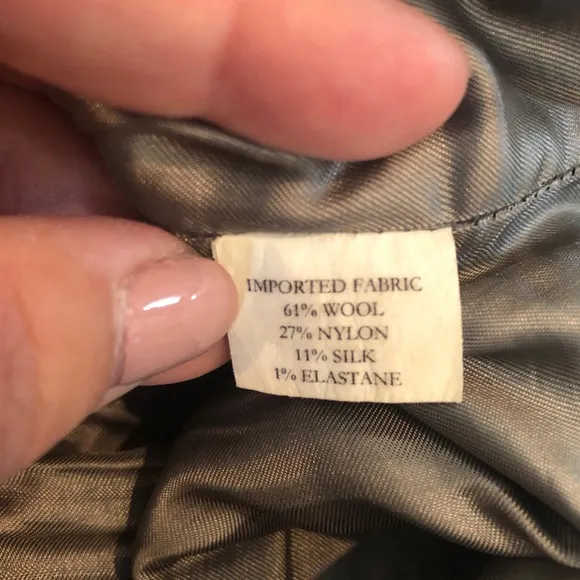 IMPORTED FABRIC
61% WOOL
27% NYLON
11% SILK
1% ELASTANE